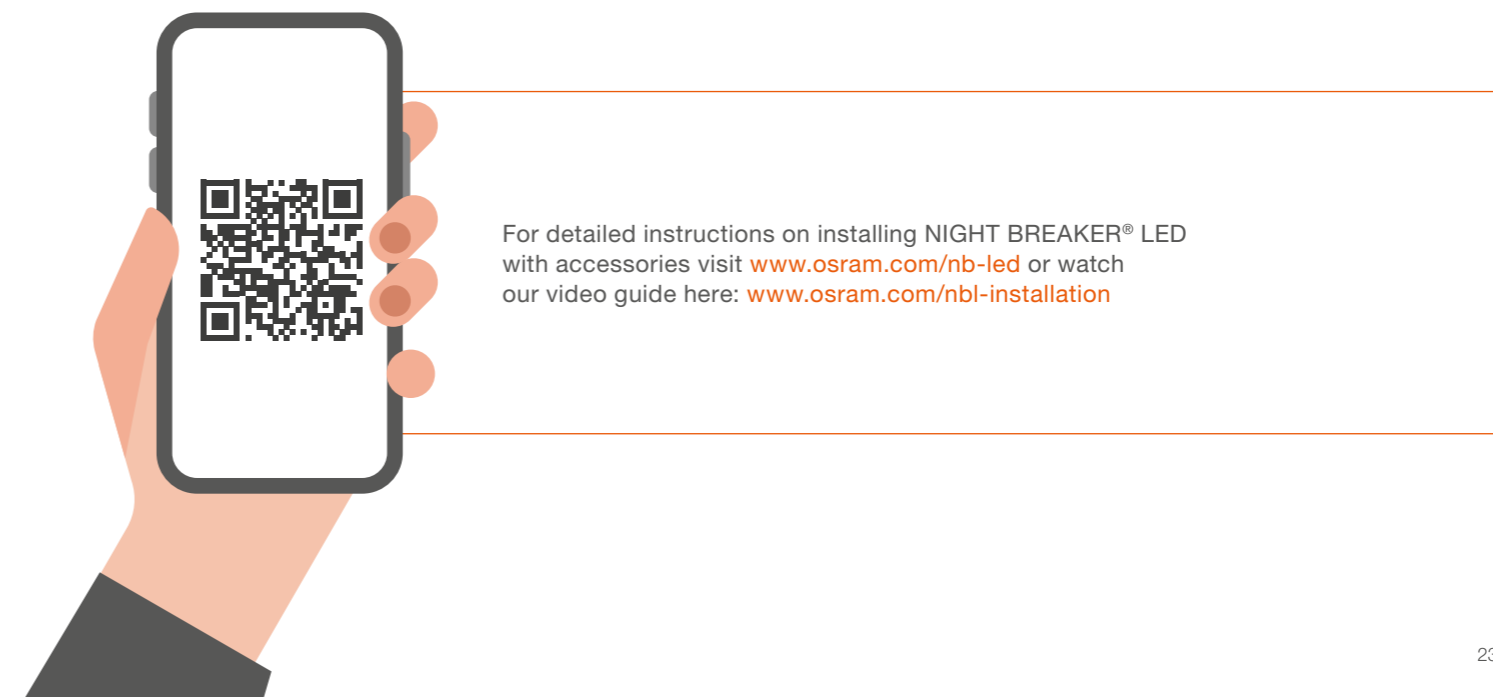 For detailed instructions on installing NIGHT BREAKER® LED
with accessories visit www.osram.com/nb-led or watch
our video guide here: www.osram.com/nbl-installation
23